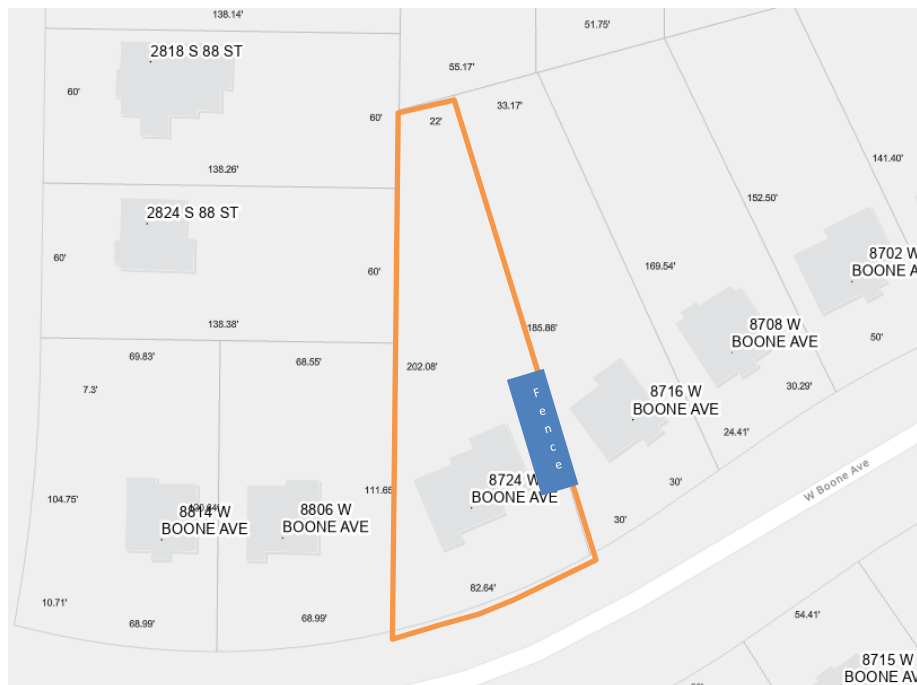 138.14'
51.75'
2818 S 88 ST
55.17'
60'
33.17'
60'
22'
141.40'
138.26'
152.50'
2824 S 88 ST
60'
60'
169.54'
8702 W
BOONE A
138.38'
185.86'
8708 W
BOONE AVE
50'
69.83'
68.55'
202.08'
7.3'
30.29'
Fence
8716 W
BOONE AVE
24.41'
8724 W
BOONE AVE
30'
W Boone Ave
104.75'
111.65
8814 W
BOONE AVE
8806 W
BOONE AVE
30'
82.64'
10.71'
68.99'
68.99'
54.41'
8715 W
BOONE AV